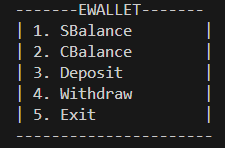 -------EWALLET-------
| 1. SBalance         |
| 2. CBalance         |
| 3. Deposit          |
| 4. Withdraw         |
| 5. Exit             |
-----------------------